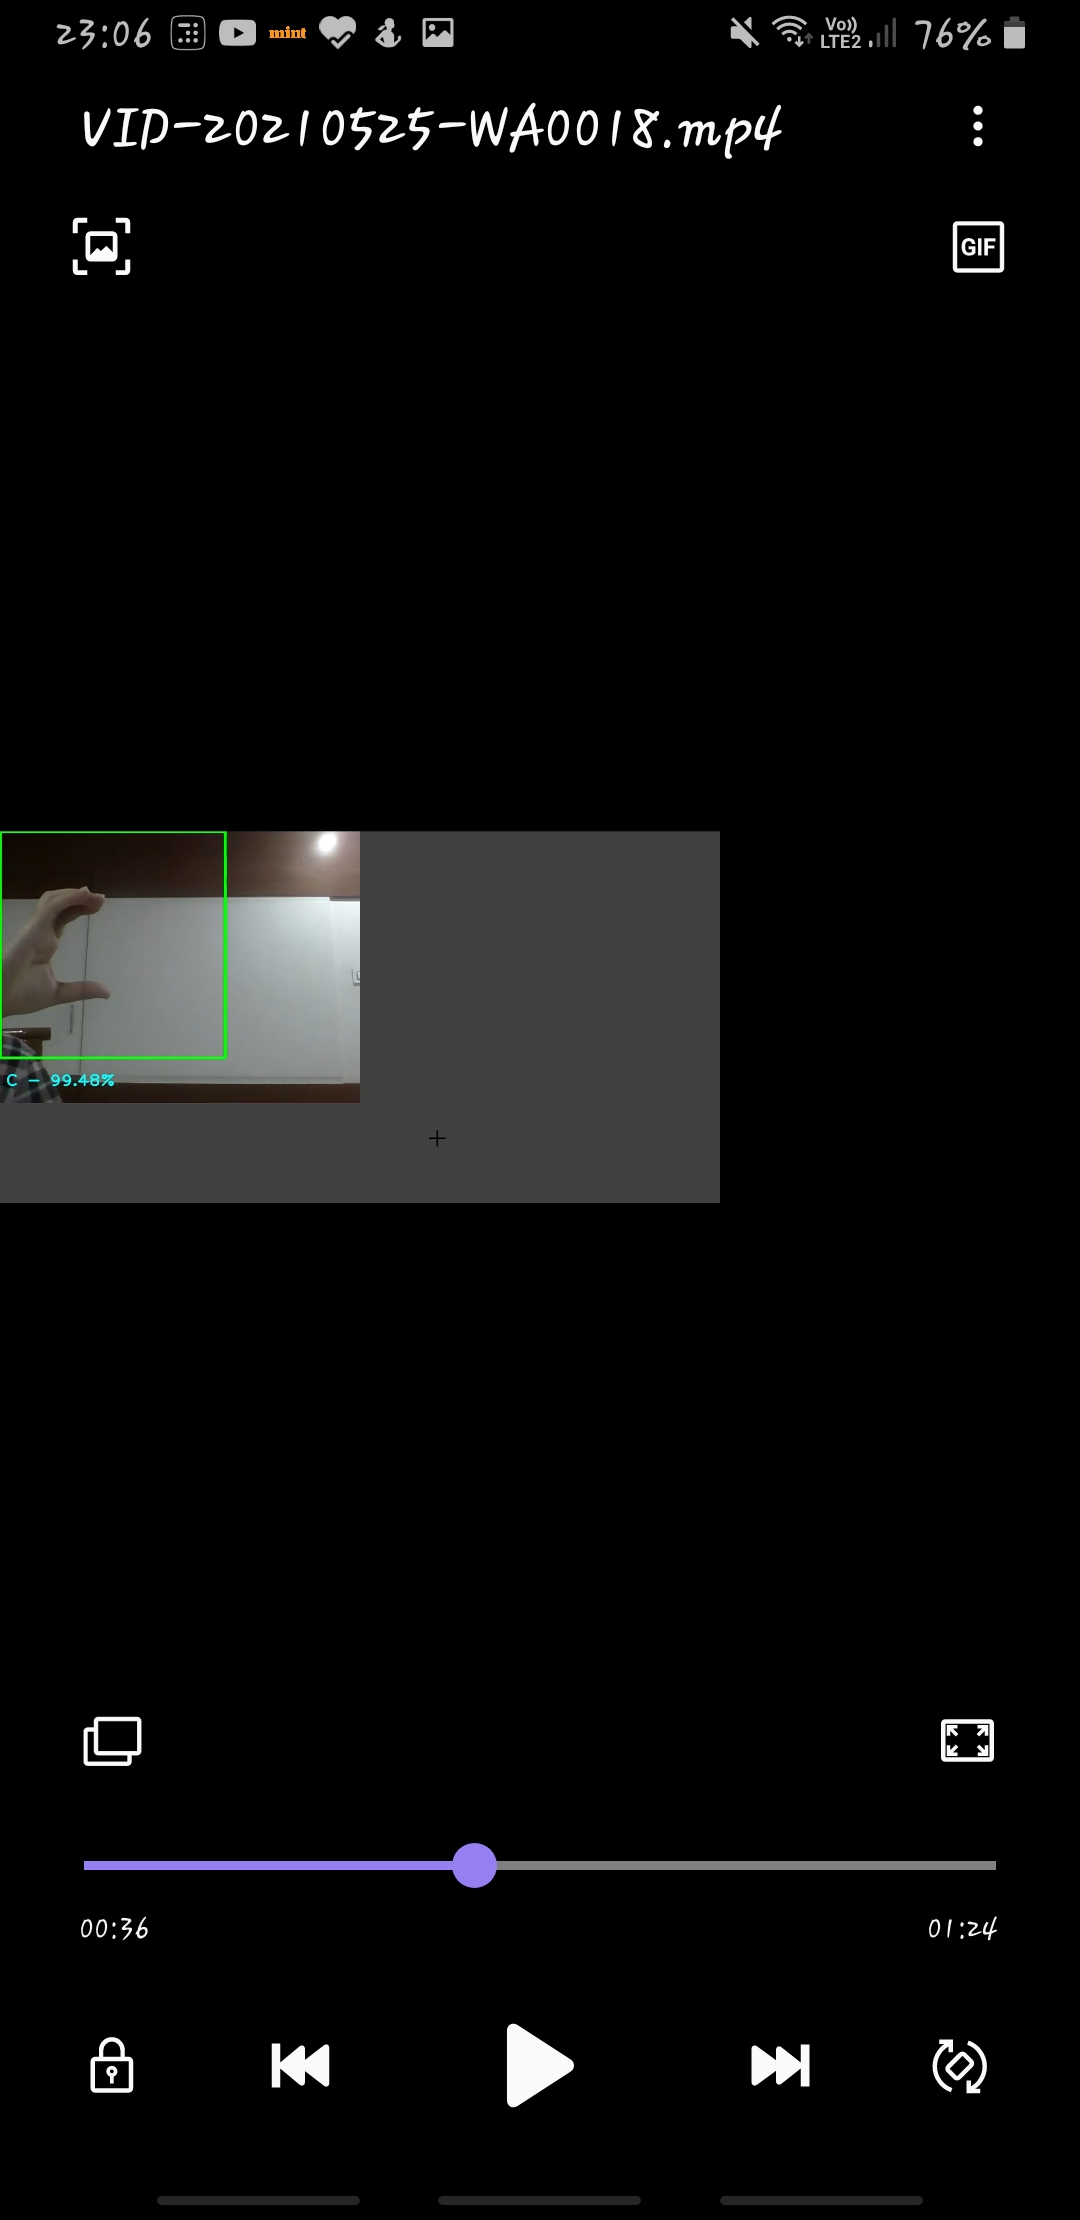 23:06 mint Vo)) LTE2 76%
VID-20210525-WA0018.mp4
GIF
C - 99.48%
00:36 01:24